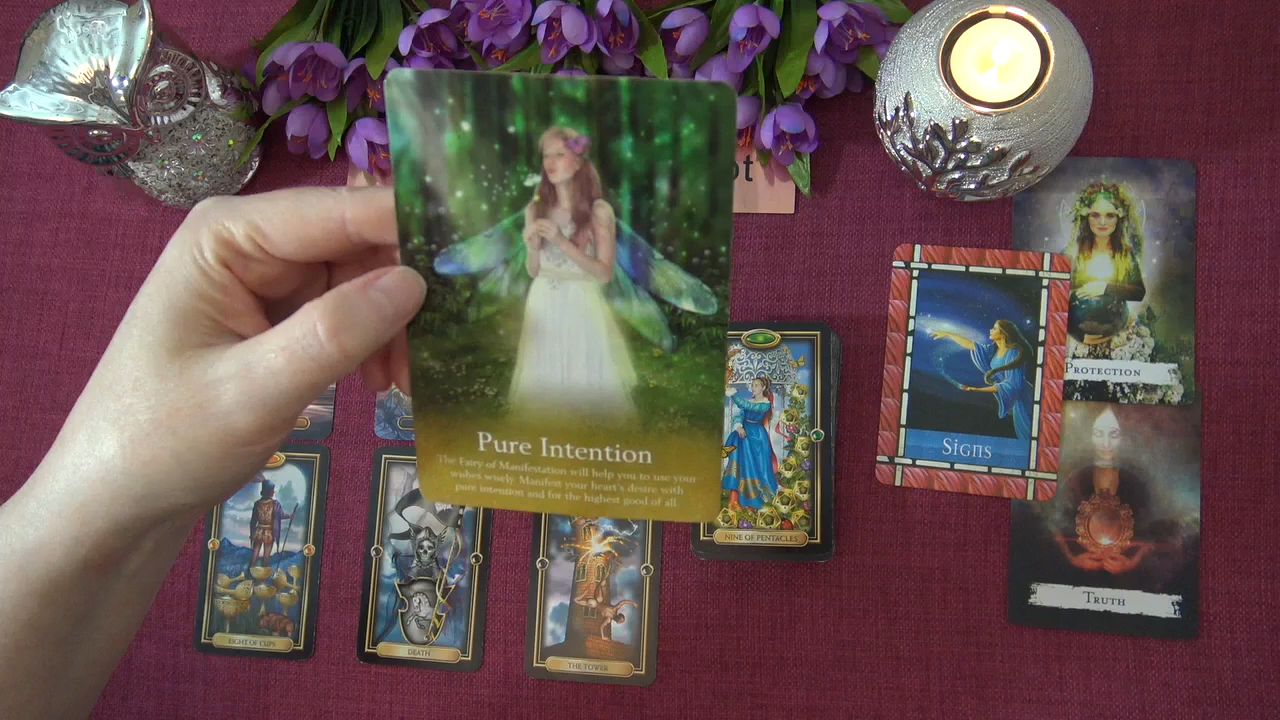 ot
Pure Intention
The Fairy of Manifestation will help you to use your
wishes wisely. Manifest your heart's desire with
pure intention and for the highest good of all.
PROTECTION
SIGNS
NINE OF PENTACLES
TRUTH
EIGHT OF CUPS
DEATH
THE TOWER